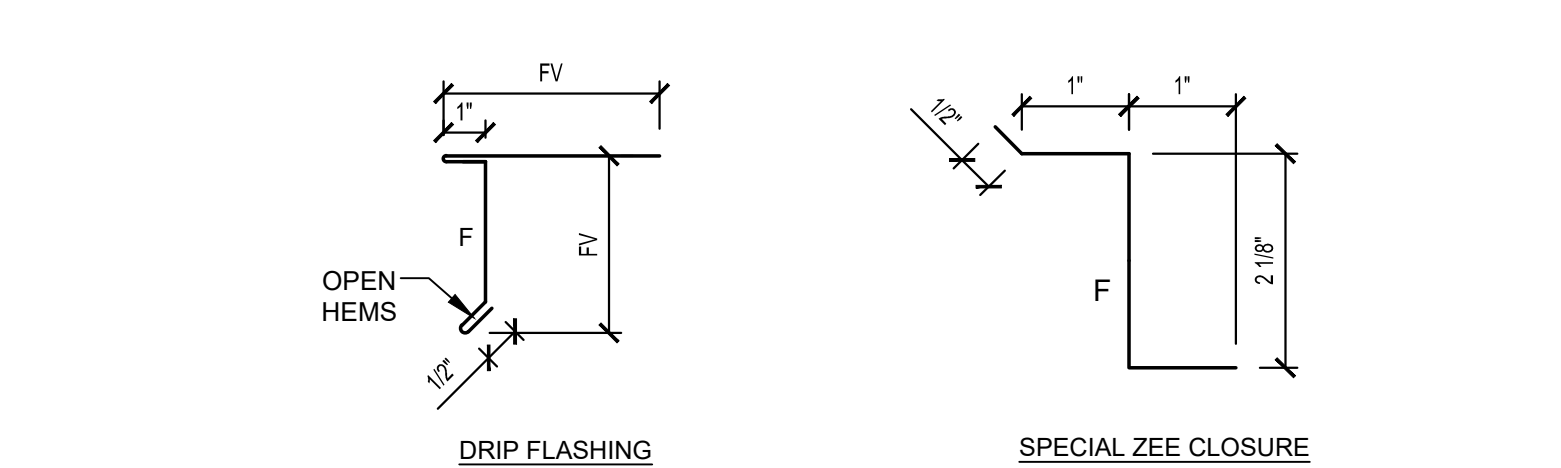 FV
1"
F
FV
OPEN
HEMS
1/2"
DRIP FLASHING
1/2"
1"
1"
2 1/8"
F
SPECIAL ZEE CLOSURE